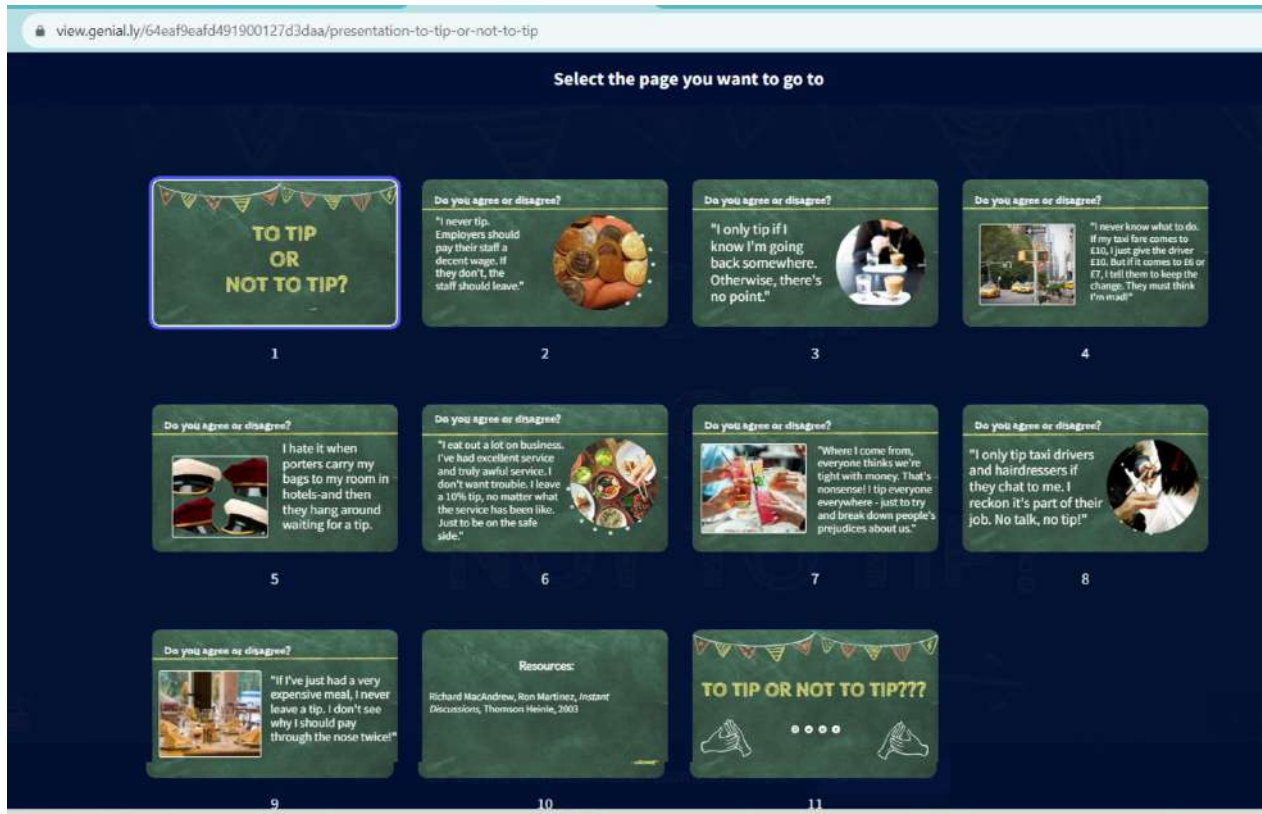 view.genial.ly/64eaf9eafd491900127d3daa/presentation-to-tip-or-not-to-tip
Select the page you want to go to
TO TIP
OR
NOT TO TIP?
1
Do you agree or disagree?
"I never tip.
Employers should
pay their staff a
decent wage. If
they don't, the
staff should leave."
2
Do you agree or disagree?
"I only tip if I
know I'm going
back somewhere.
Otherwise, there's
no point."
3
Do you agree or disagree?
"I never know what to do.
If my taxi fare comes to
£10, I just give the driver
£10. But if it comes to £6 or
£7, I tell them to keep the
change. They must think
I'm mad!"
4
Do you agree or disagree?
I hate it when
porters carry my
bags to my room in
hotels-and then
they hang around
waiting for a tip.
5
Do you agree or disagree?
"I eat out a lot on business.
I've had excellent service
and truly awful service. I
don't want trouble. I leave
a 10% tip, no matter what
the service has been like.
Just to be on the safe
side."
6
Do you agree or disagree?
"Where I come from,
everyone thinks we're
tight with money. That's
nonsense! I tip everyone
everywhere - just to try
and break down people's
prejudices about us."
7
Do you agree or disagree?
"I only tip taxi drivers
and hairdressers if
they chat to me. I
reckon it's part of their
job. No talk, no tip!"
8
Do you agree or disagree?
"If I've just had a very
expensive meal, I never
leave a tip. I don't see
why I should pay
through the nose twice!"
9
Resources:
Richard MacAndrew, Ron Martinez, Instant
Discussions, Thomson Heinle, 2003
10
TO TIP OR NOT TO TIP???
11